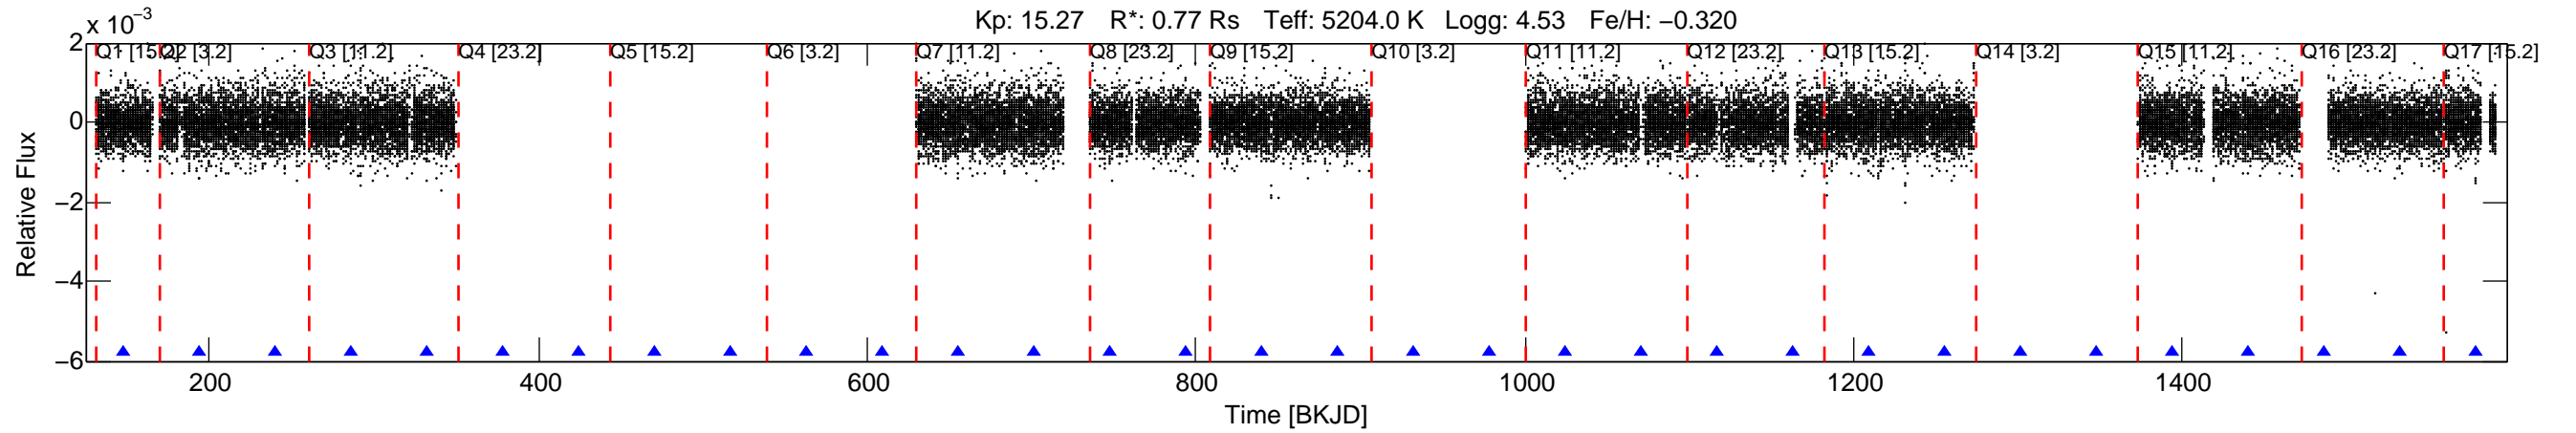 Kp: 15.27 R*: 0.77 Rs Teff: 5204.0 K Logg: 4.53 Fe/H: −0.320
x 10−3
Q1 [15.2] Q2 [3.2] Q3 [11.2] Q4 [23.2] Q5 [15.2] Q6 [3.2] Q7 [11.2] Q8 [23.2] Q9 [15.2] Q10 [3.2] Q11 [11.2] Q12 [23.2] Q13 [15.2] Q14 [3.2] Q15 [11.2] Q16 [23.2] Q17 [15.2]
2
0
−2
−4
−6
Relative Flux
200 400 600 800 1000 1200 1400
Time [BKJD]